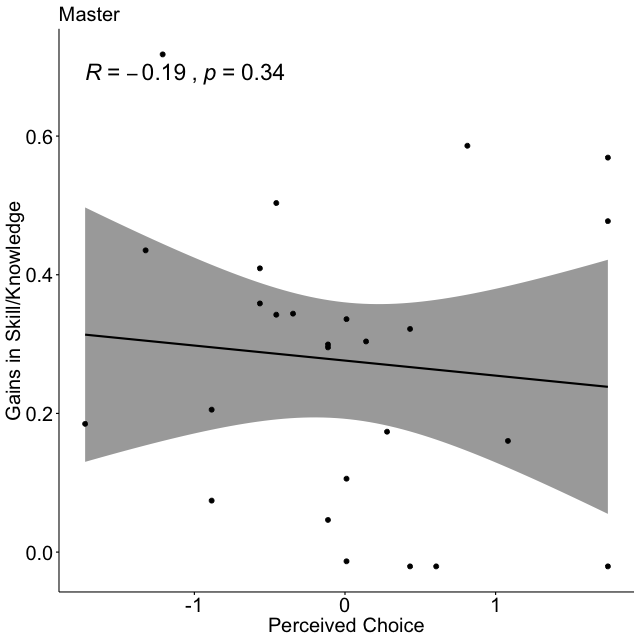 Master
R = −0.19 , p = 0.34
0.6
0.4
0.2
0.0
Gains in Skill/Knowledge
-1 0 1
Perceived Choice